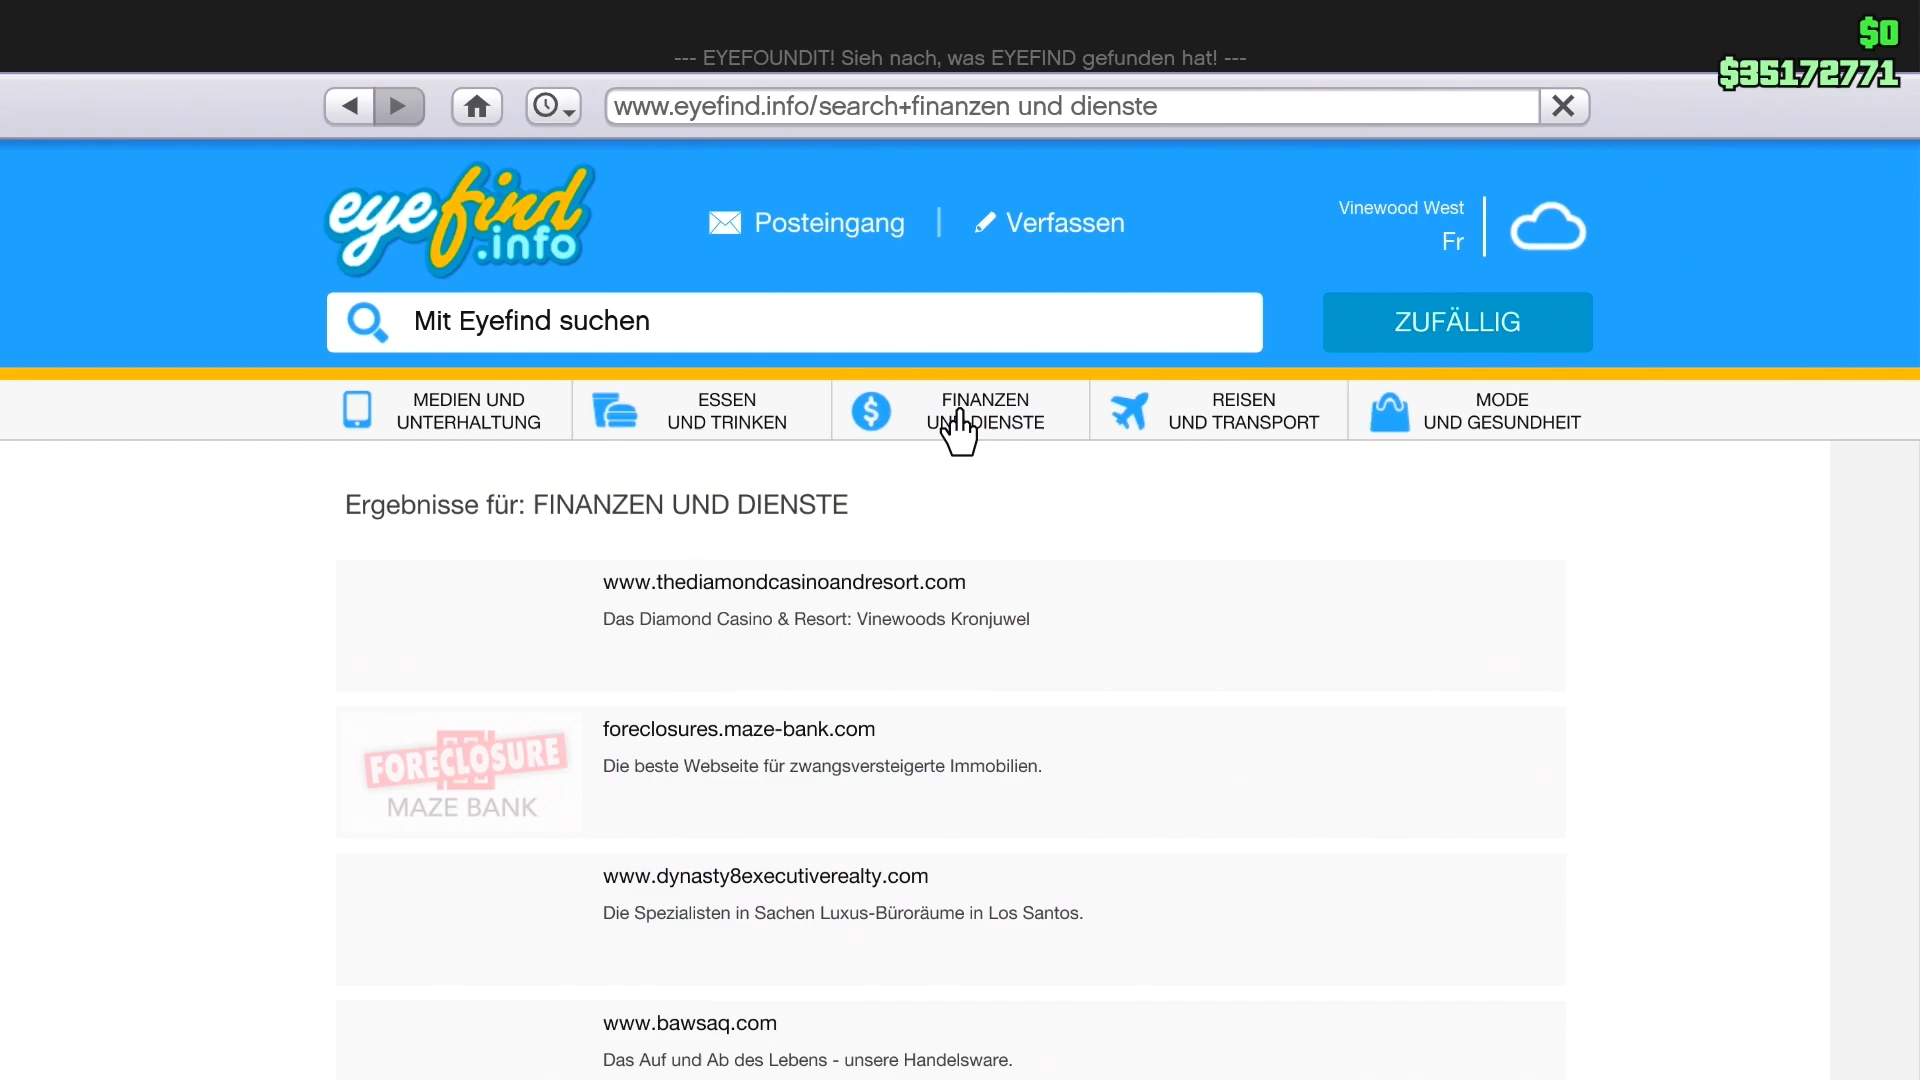 $0
--- EYEFOUNDIT! Sieh nach, was EYEFIND gefunden hat! ---
$35172771
www.eyefind.info/search+finanzen und dienste
eyefind.info
Posteingang
Verfassen
Vinewood West
Fr
Mit Eyefind suchen
ZUFÄLLIG
MEDIEN UND
UNTERHALTUNG
ESSEN
UND TRINKEN
FINANZEN
UND DIENSTE
REISEN
UND TRANSPORT
MODE
UND GESUNDHEIT
Ergebnisse für: FINANZEN UND DIENSTE
www.thediamondcasinoandresort.com
Das Diamond Casino & Resort: Vinewoods Kronjuwel
FORECLOSURE
MAZE BANK
foreclosures.maze-bank.com
Die beste Webseite für zwangsversteigerte Immobilien.
www.dynasty8executiverealty.com
Die Spezialisten in Sachen Luxus-Büroräume in Los Santos.
www.bawsaq.com
Das Auf und Ab des Lebens - unsere Handelsware.